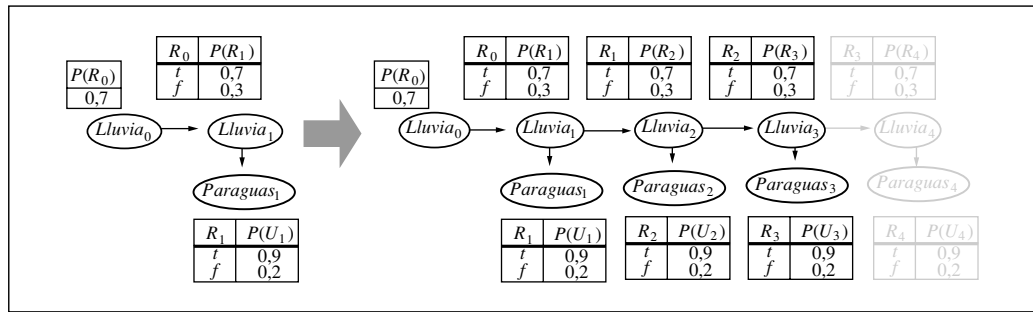 R₀ P(R₁)
t 0,7
f 0,3
P(R₀)
0,7
Lluvia₀
Lluvia₁
Paraguas₁
R₁ P(U₁)
t 0,9
f 0,2
R₀ P(R₁)
t 0,7
f 0,3
R₁ P(R₂)
t 0,7
f 0,3
R₂ P(R₃)
t 0,7
f 0,3
R₃ P(R₄)
t 0,7
f 0,3
P(R₀)
0,7
Lluvia₀
Lluvia₁
Lluvia₂
Lluvia₃
Lluvia₄
Paraguas₁
Paraguas₂
Paraguas₃
Paraguas₄
R₁ P(U₁)
t 0,9
f 0,2
R₂ P(U₂)
t 0,9
f 0,2
R₃ P(U₃)
t 0,9
f 0,2
R₄ P(U₄)
t 0,9
f 0,2